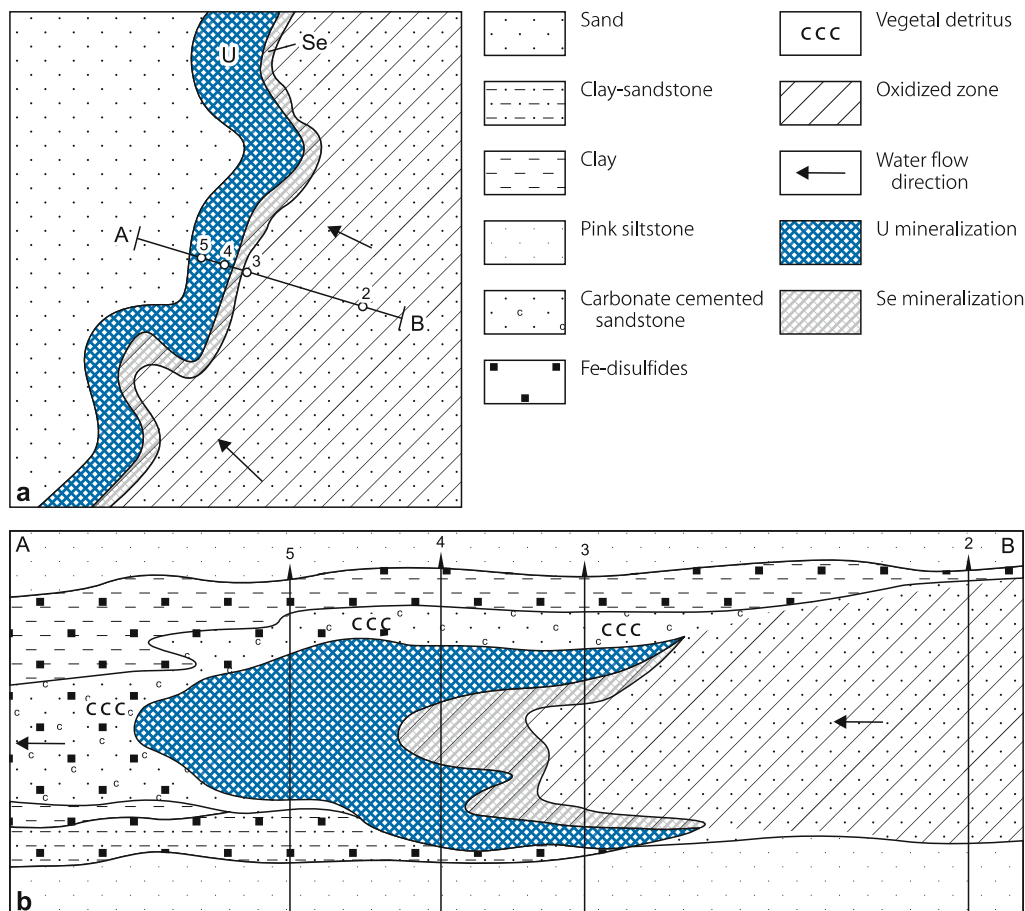 U
Se
A
5
4
3
2
B
a
Sand
Clay-sandstone
Clay
Pink siltstone
Carbonate cemented
sandstone
Fe-disulfides
ccc
Vegetal detritus
Oxidized zone
Water flow
direction
U mineralization
Se mineralization
A
5
4
3
2
B
ccc
ccc
ccc
b